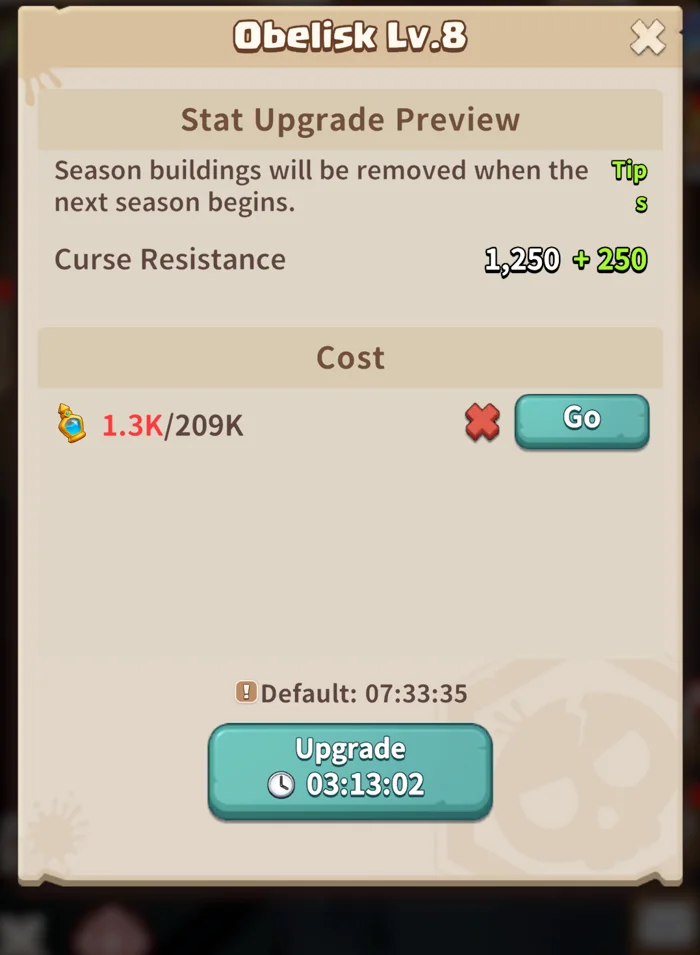 Obelisk Lv.8
Stat Upgrade Preview
Season buildings will be removed when the
next season begins.
Tip
s
Curse Resistance 1,250 + 250
Cost
1.3K/209K
Go
Default: 07:33:35
Upgrade
03:13:02